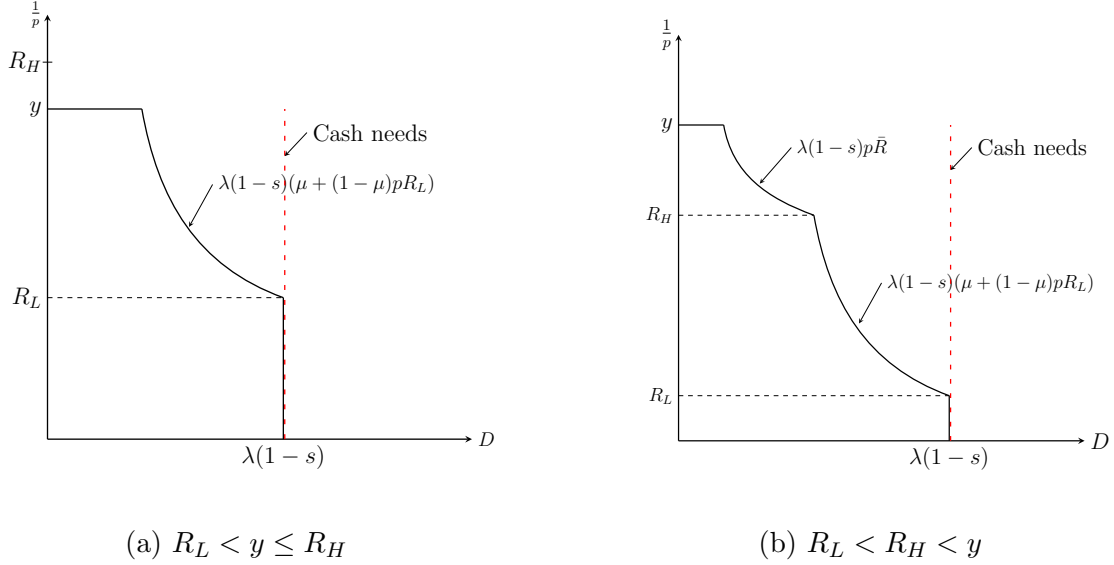 1/p
R_H
y
Cash needs
λ(1 − s)(μ + (1 − μ)pR_L)
R_L
D
λ(1 − s)
(a) R_L < y ≤ R_H
1/p
y
λ(1 − s)pR̄
Cash needs
R_H
λ(1 − s)(μ + (1 − μ)pR_L)
R_L
D
λ(1 − s)
(b) R_L < R_H < y